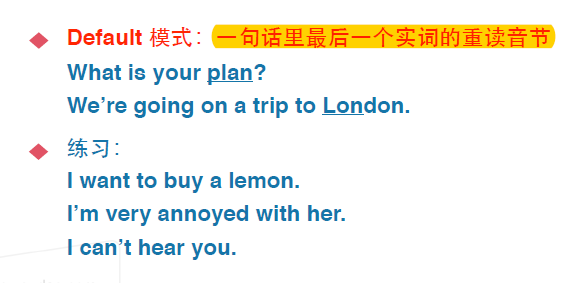 Default 模式：一句话里最后一个实词的重读音节
What is your plan?
We’re going on a trip to London.
练习：
I want to buy a lemon.
I’m very annoyed with her.
I can’t hear you.